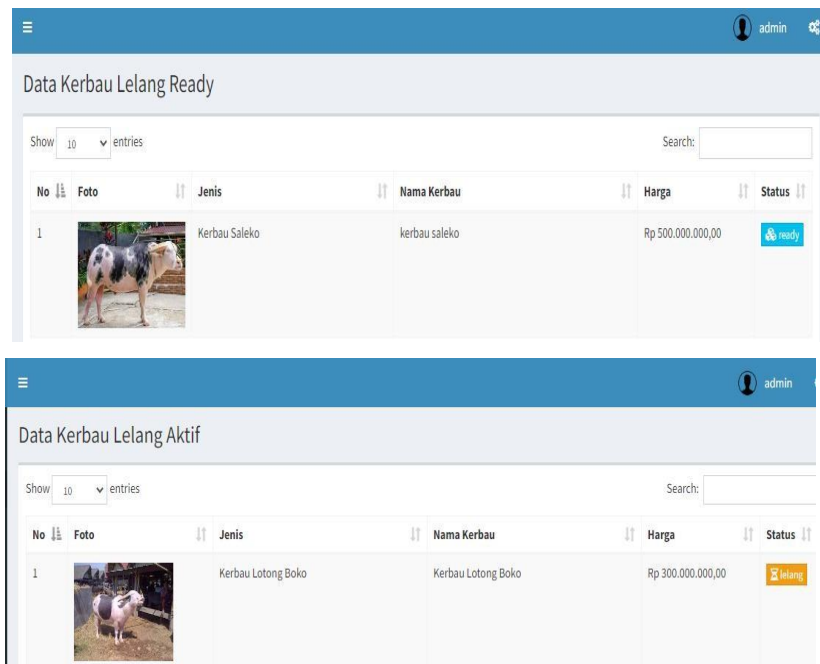 admin
Data Kerbau Lelang Ready
Show 10 entries Search:
No Foto Jenis Nama Kerbau Harga Status
1 Kerbau Saleko kerbau saleko Rp 500.000.000,00 ready
admin
Data Kerbau Lelang Aktif
Show 10 entries Search:
No Foto Jenis Nama Kerbau Harga Status
1 Kerbau Lotong Boko Kerbau Lotong Boko Rp 300.000.000,00 lelang